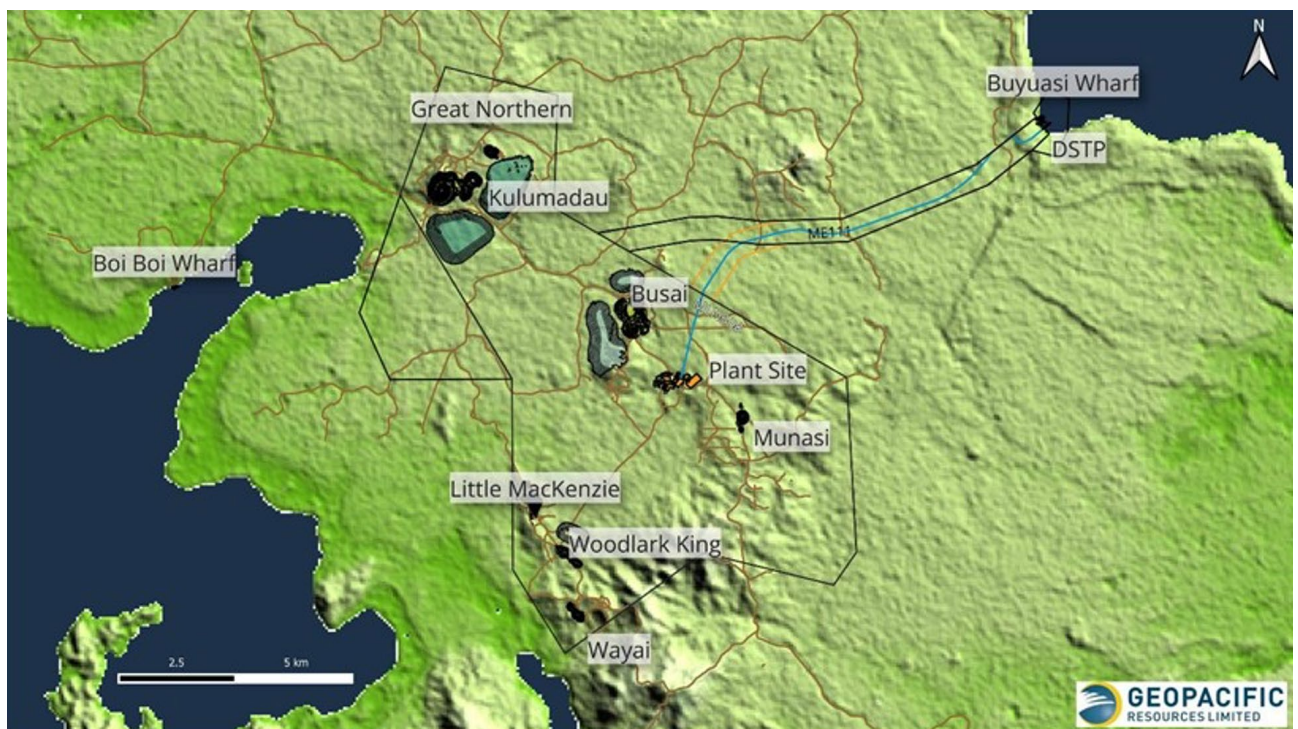 N
Buyuasi Wharf
Great Northern
DSTP
Kulumadau
ME111
Boi Boi Wharf
Busai
Plant Site
Munasi
Little MacKenzie
Woodlark King
Wayai
2.5
5 km
GEOPACIFIC
RESOURCES LIMITED